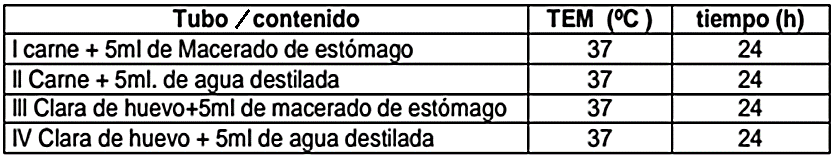 Tubo / contenido TEM (ºC) tiempo (h)
I carne + 5ml de Macerado de estómago 37 24
II Carne + 5ml. de agua destilada 37 24
III Clara de huevo+5ml de macerado de estómago 37 24
IV Clara de huevo + 5ml de agua destilada 37 24